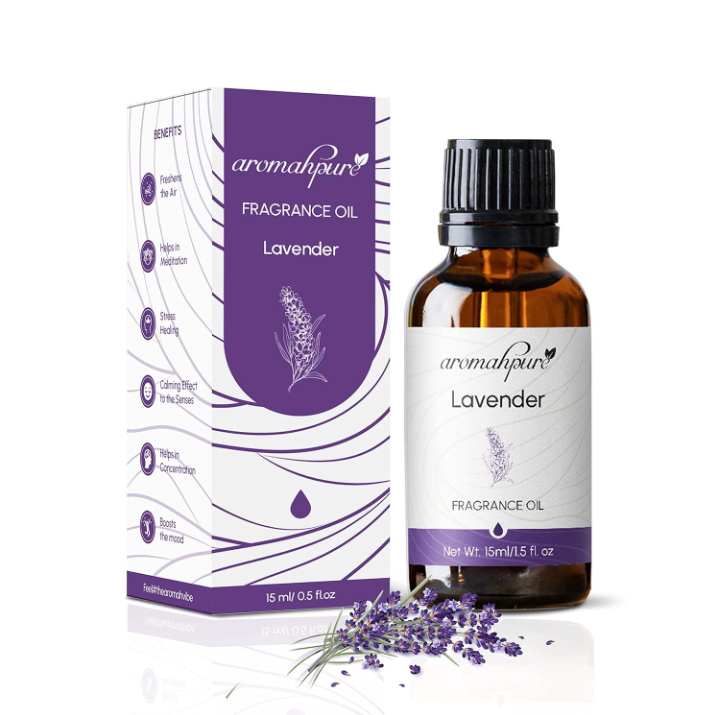 BENEFITS
Freshens
the Air
Helps in
Meditation
Stress
Healing
Calming Effect
to the Senses
Helps in
Concentration
Boosts
the mood
Feel#thearomahvibe
aromahpure
FRAGRANCE OIL
Lavender
15 ml/ 0.5 fl.oz
aromahpure
Lavender
FRAGRANCE OIL
Net Wt. 15ml/1.5 fl. oz